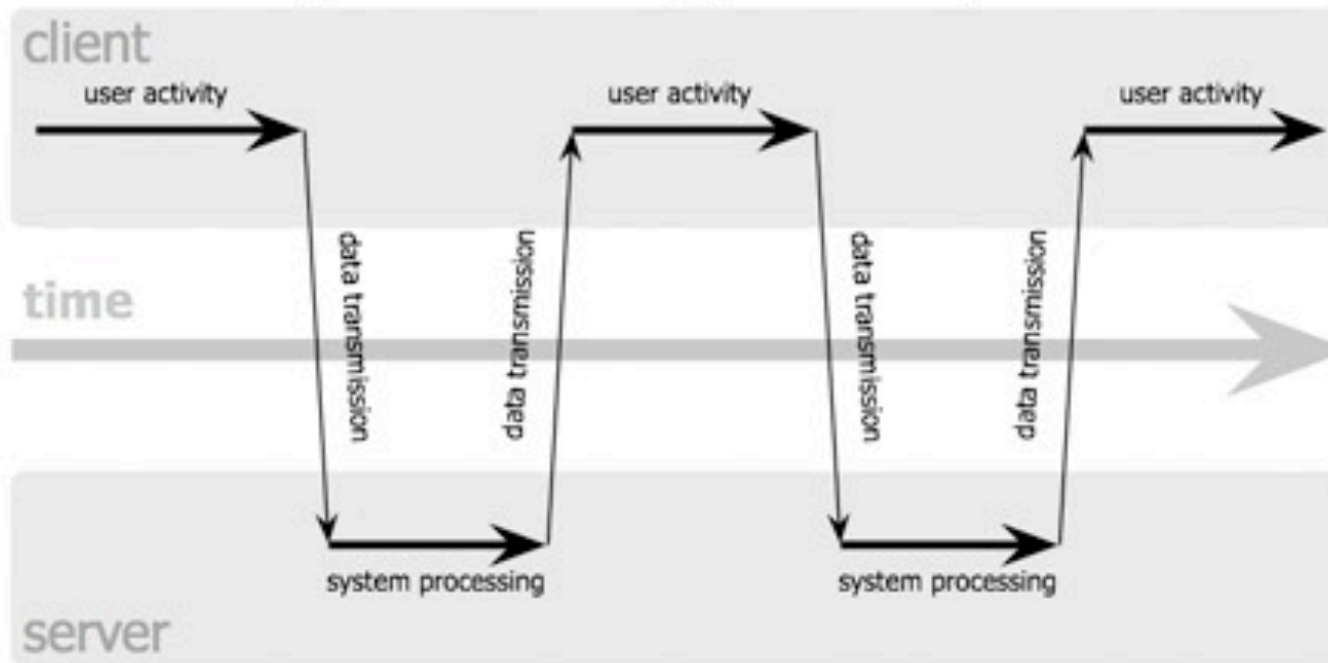 client
user activity
user activity
user activity
data transmission
data transmission
data transmission
data transmission
time
system processing
system processing
server